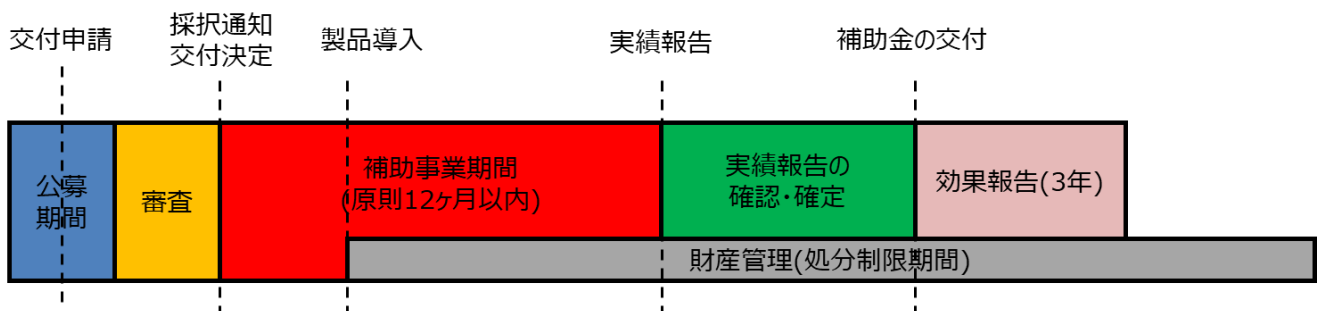 交付申請
採択通知
交付決定
製品導入
実績報告
補助金の交付
公募
期間
審査
補助事業期間
(原則12ヶ月以内)
実績報告の
確認・確定
効果報告(3年)
財産管理(処分制限期間)